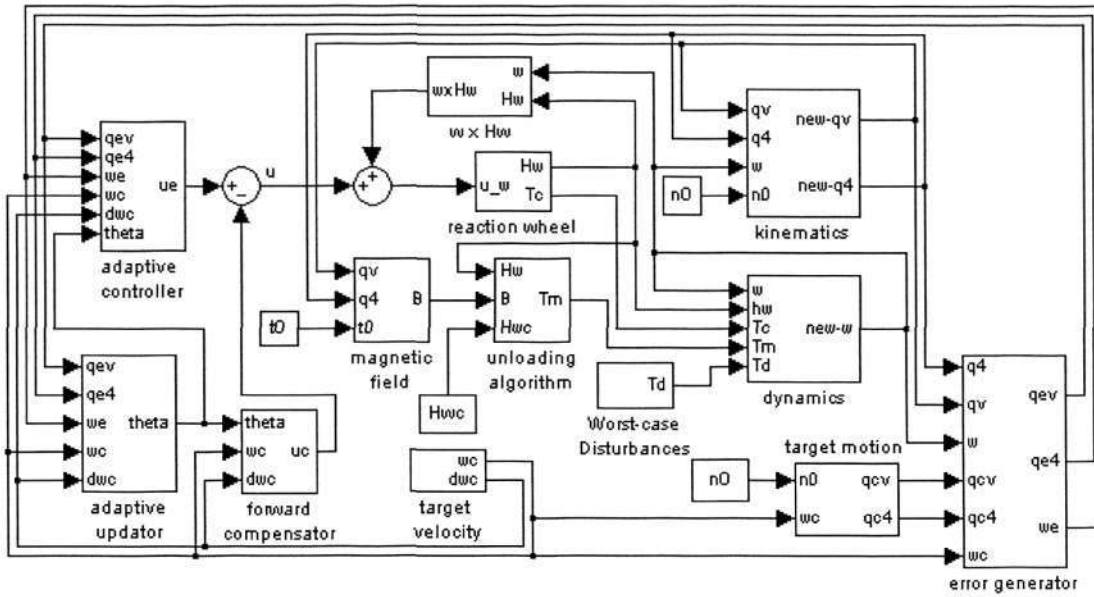 qev
qe4
we
wc
dwc
theta
ue
adaptive
controller
+
-
u
+
+
wxHw
w
Hw
w x Hw
u_w
Hw
Tc
reaction wheel
qv
q4
w
n0
new-qv
new-q4
kinematics
n0
qv
q4
t0
B
magnetic
field
t0
Hw
B
Hwc
Tm
unloading
algorithm
Hwc
w
hw
Tc
Tm
Td
new-w
dynamics
Td
Worst-case
Disturbances
qev
qe4
we
wc
dwc
theta
adaptive
updator
theta
wc
dwc
uc
forward
compensator
wc
dwc
target
velocity
target motion
n0
n0
wc
qcv
qc4
q4
qv
w
qcv
qc4
wc
qev
qe4
we
error generator